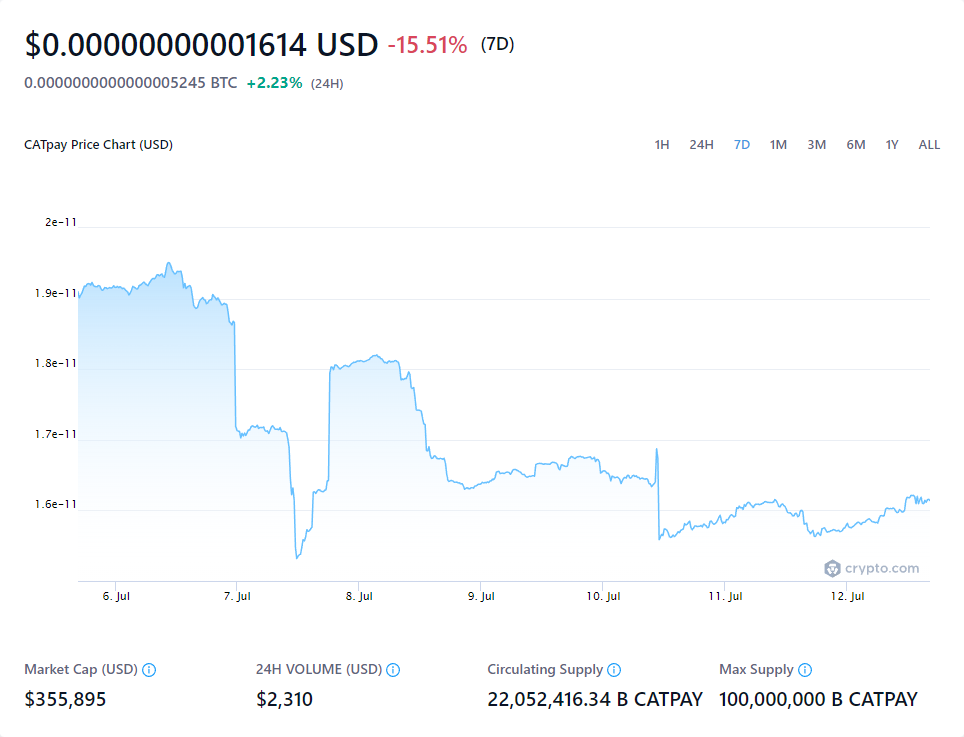 $0.00000000001614 USD -15.51% (7D)
0.0000000000000005245 BTC +2.23% (24H)
CATpay Price Chart (USD) 1H 24H 7D 1M 3M 6M 1Y ALL
2e-11
1.9e-11
1.8e-11
1.7e-11
1.6e-11
crypto.com
6. Jul 7. Jul 8. Jul 9. Jul 10. Jul 11. Jul 12. Jul
Market Cap (USD) 24H VOLUME (USD) Circulating Supply Max Supply
$355,895 $2,310 22,052,416.34 B CATPAY 100,000,000 B CATPAY